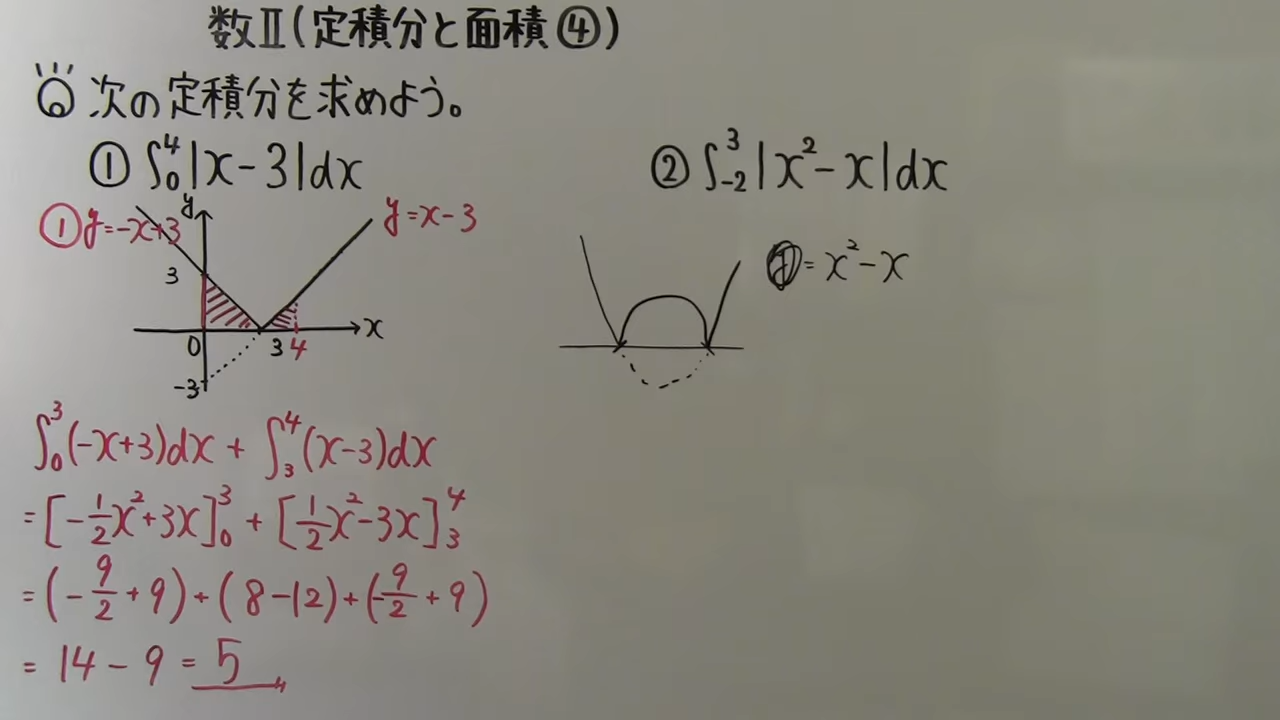 数Ⅱ(定積分と面積④)
Q 次の定積分を求めよう。
① ∫₀⁴|x-3|dx
② ∫₋₂³|x²-x|dx
① y=-x+3
y
y=x-3
3
0
3
4
x
-3
= x²-x
∫₀³(-x+3)dx + ∫₃⁴(x-3)dx
= [-1/2x²+3x]₀³ + [1/2x²-3x]₃⁴
= (-9/2+9)+(8-12)+(-9/2+9)
= 14-9 = 5